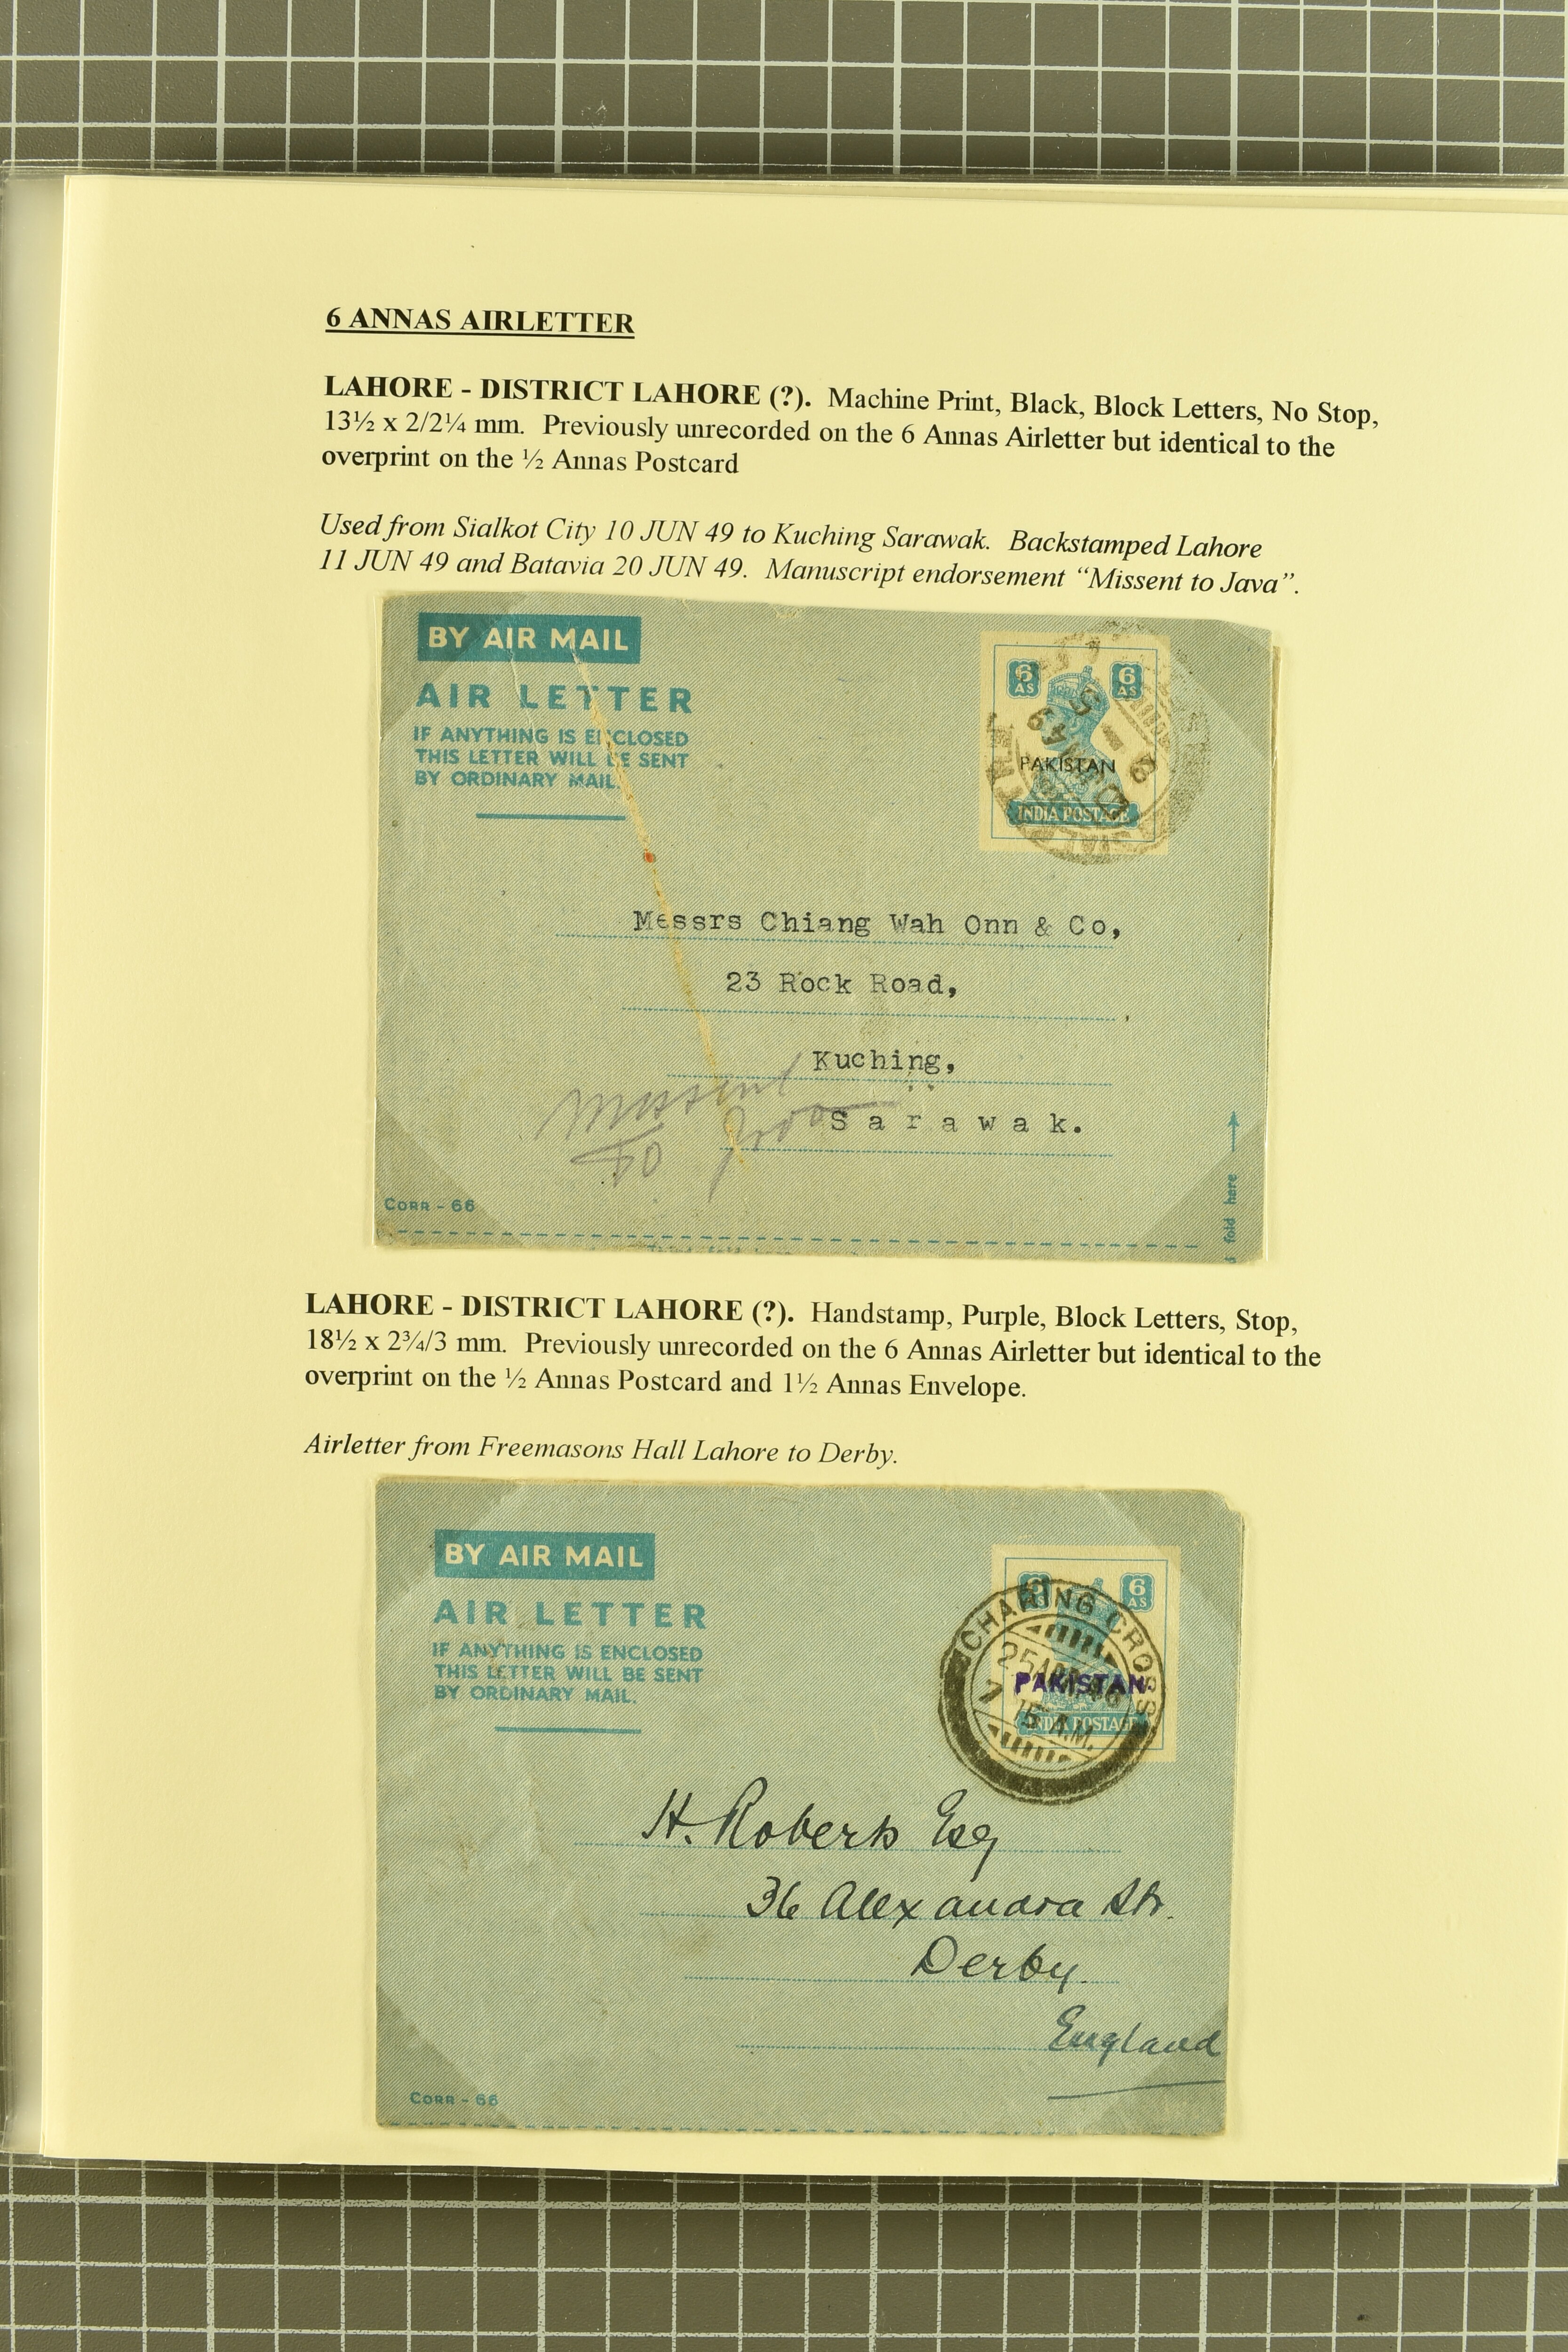 6 ANNAS AIRLETTER
LAHORE - DISTRICT LAHORE (?). Machine Print, Black, Block Letters, No Stop,
13½ x 2/2¼ mm. Previously unrecorded on the 6 Annas Airletter but identical to the
overprint on the ½ Annas Postcard
Used from Sialkot City 10 JUN 49 to Kuching Sarawak. Backstamped Lahore
11 JUN 49 and Batavia 20 JUN 49. Manuscript endorsement “Missent to Java”.
BY AIR MAIL
AIR LETTER
IF ANYTHING IS ENCLOSED
THIS LETTER WILL BE SENT
BY ORDINARY MAIL.
6 AS
6 AS
PAKISTAN
INDIA POSTAGE
Messrs Chiang Wah Onn & Co,
23 Rock Road,
Kuching,
Sarawak.
Missent
to Java
CORR - 66
fold here
LAHORE - DISTRICT LAHORE (?). Handstamp, Purple, Block Letters, Stop,
18½ x 2¾/3 mm. Previously unrecorded on the 6 Annas Airletter but identical to the
overprint on the ½ Annas Postcard and 1½ Annas Envelope.
Airletter from Freemasons Hall Lahore to Derby.
BY AIR MAIL
AIR LETTER
IF ANYTHING IS ENCLOSED
THIS LETTER WILL BE SENT
BY ORDINARY MAIL.
6 AS
6 AS
CHARING CROSS
PAKISTAN
7 15 A.M.
INDIA POSTAGE
H. Roberts Esq
36 Alexandra Str.
Derby.
England
CORR - 66